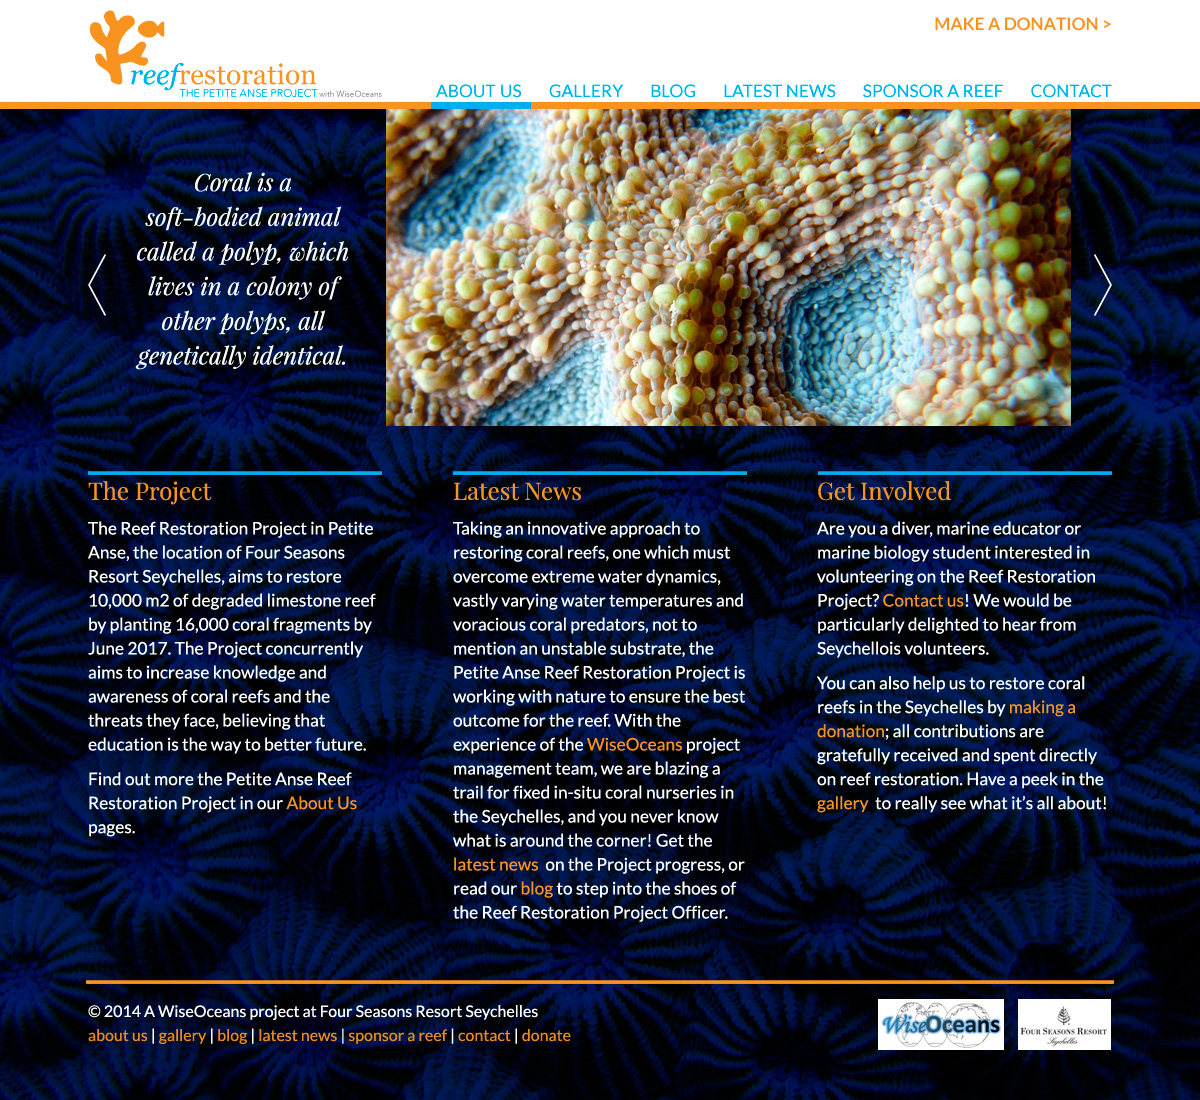 MAKE A DONATION >
reefrestoration
THE PETITE ANSE PROJECT with WiseOceans
ABOUT US GALLERY BLOG LATEST NEWS SPONSOR A REEF CONTACT
Coral is a
soft-bodied animal
called a polyp, which
lives in a colony of
other polyps, all
genetically identical.
The Project
The Reef Restoration Project in Petite
Anse, the location of Four Seasons
Resort Seychelles, aims to restore
10,000 m2 of degraded limestone reef
by planting 16,000 coral fragments by
June 2017. The Project concurrently
aims to increase knowledge and
awareness of coral reefs and the
threats they face, believing that
education is the way to better future.
Find out more the Petite Anse Reef
Restoration Project in our About Us
pages.
Latest News
Taking an innovative approach to
restoring coral reefs, one which must
overcome extreme water dynamics,
vastly varying water temperatures and
voracious coral predators, not to
mention an unstable substrate, the
Petite Anse Reef Restoration Project is
working with nature to ensure the best
outcome for the reef. With the
experience of the WiseOceans project
management team, we are blazing a
trail for fixed in-situ coral nurseries in
the Seychelles, and you never know
what is around the corner! Get the
latest news on the Project progress, or
read our blog to step into the shoes of
the Reef Restoration Project Officer.
Get Involved
Are you a diver, marine educator or
marine biology student interested in
volunteering on the Reef Restoration
Project? Contact us! We would be
particularly delighted to hear from
Seychellois volunteers.
You can also help us to restore coral
reefs in the Seychelles by making a
donation; all contributions are
gratefully received and spent directly
on reef restoration. Have a peek in the
gallery to really see what it's all about!
© 2014 A WiseOceans project at Four Seasons Resort Seychelles
about us | gallery | blog | latest news | sponsor a reef | contact | donate
WiseOceans
FOUR SEASONS RESORT
Seychelles